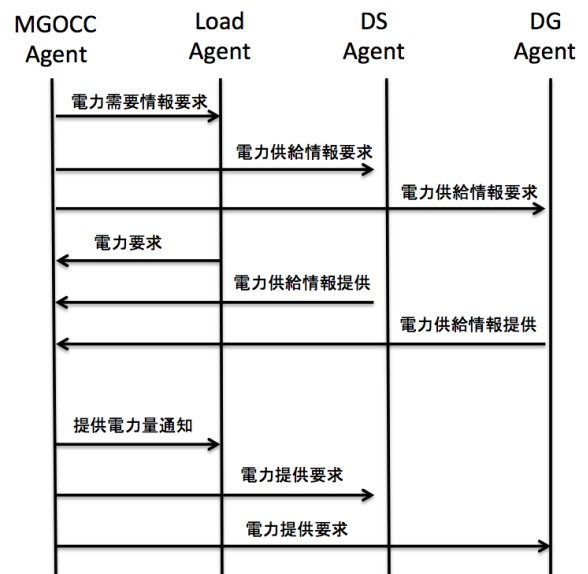 MGOCC Agent
Load Agent
DS Agent
DG Agent
電力需要情報要求
電力供給情報要求
電力供給情報要求
電力要求
電力供給情報提供
電力供給情報提供
提供電力量通知
電力提供要求
電力提供要求